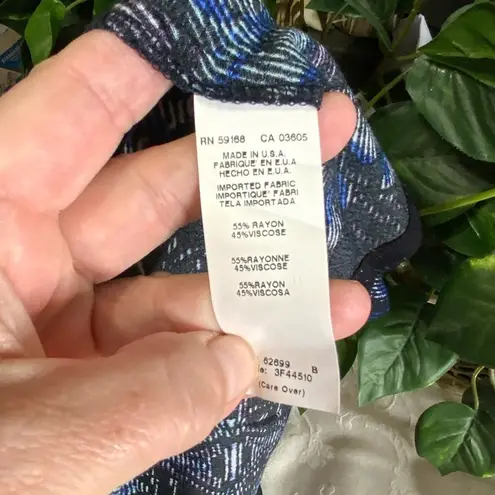 RN 59168 CA 03605
MADE IN U.S.A.
FABRIQUE' EN E.U.A
HECHO EN E.U.A.
IMPORTED FABRIC
IMPORTIQUE' FABRI
TELA IMPORTADA
55% RAYON
45%VISCOSE
55%RAYONNE
45%VISCOSE
55%RAYON
45%VISCOSA
62699 B
e: 3F44510
(Care Over)